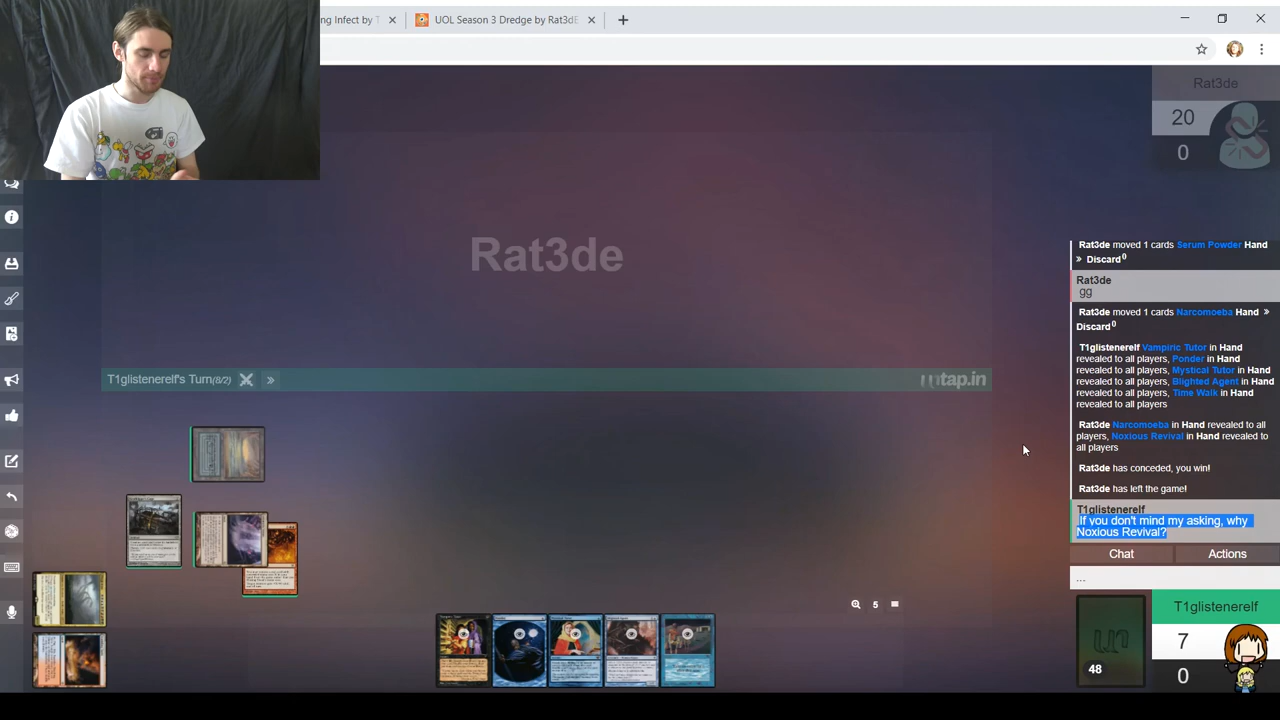 ng Infect by T
UOL Season 3 Dredge by Rat3dE
Rat3de
20
0
Rat3de
Rat3de moved 1 cards Serum Powder Hand
» Discard0
Rat3de
gg
Rat3de moved 1 cards Narcomoeba Hand »
Discard0
T1glistenerelf Vampiric Tutor in Hand
revealed to all players, Ponder in Hand
revealed to all players, Mystical Tutor in
Hand revealed to all players, Blighted Agent in Hand
revealed to all players, Time Walk in Hand
revealed to all players
Rat3de Narcomoeba in Hand revealed to all
players, Noxious Revival in Hand revealed to
all players
Rat3de has conceded, you win!
Rat3de has left the game!
T1glistenerelf
If you don't mind my asking, why
Noxious Revival?
T1glistenerelf's Turn(8/2)
untap.in
Chat
Actions
...
5
T1glistenerelf
7
0
48